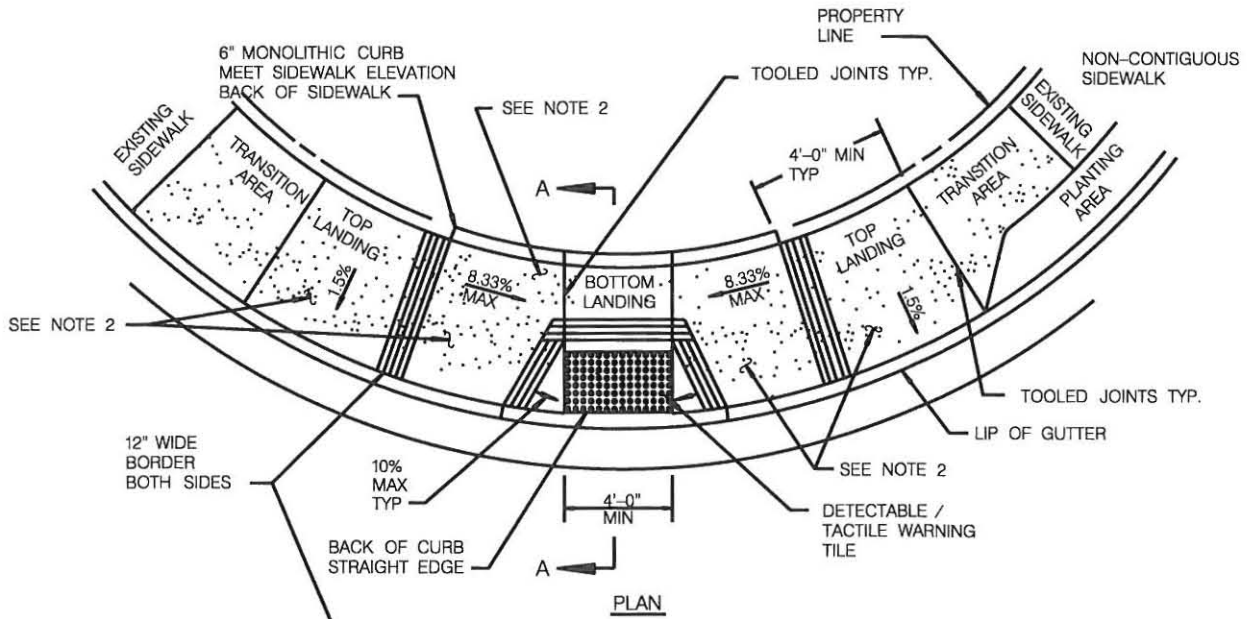 PROPERTY
LINE
6" MONOLITHIC CURB
MEET SIDEWALK ELEVATION
BACK OF SIDEWALK
NON-CONTIGUOUS
SIDEWALK
TOOLED JOINTS TYP.
SEE NOTE 2
EXISTING
SIDEWALK
EXISTING
SIDEWALK
TRANSITION
AREA
4'-0" MIN
TYP
TRANSITION
AREA
PLANTING
AREA
A
TOP
LANDING
TOP
LANDING
8.33%
MAX
BOTTOM
LANDING
8.33%
MAX
1.5%
1.5%
SEE NOTE 2
TOOLED JOINTS TYP.
LIP OF GUTTER
12" WIDE
BORDER
BOTH SIDES
10%
MAX
TYP
4'-0"
MIN
SEE NOTE 2
DETECTABLE /
TACTILE WARNING
TILE
BACK OF CURB
STRAIGHT EDGE
A
PLAN